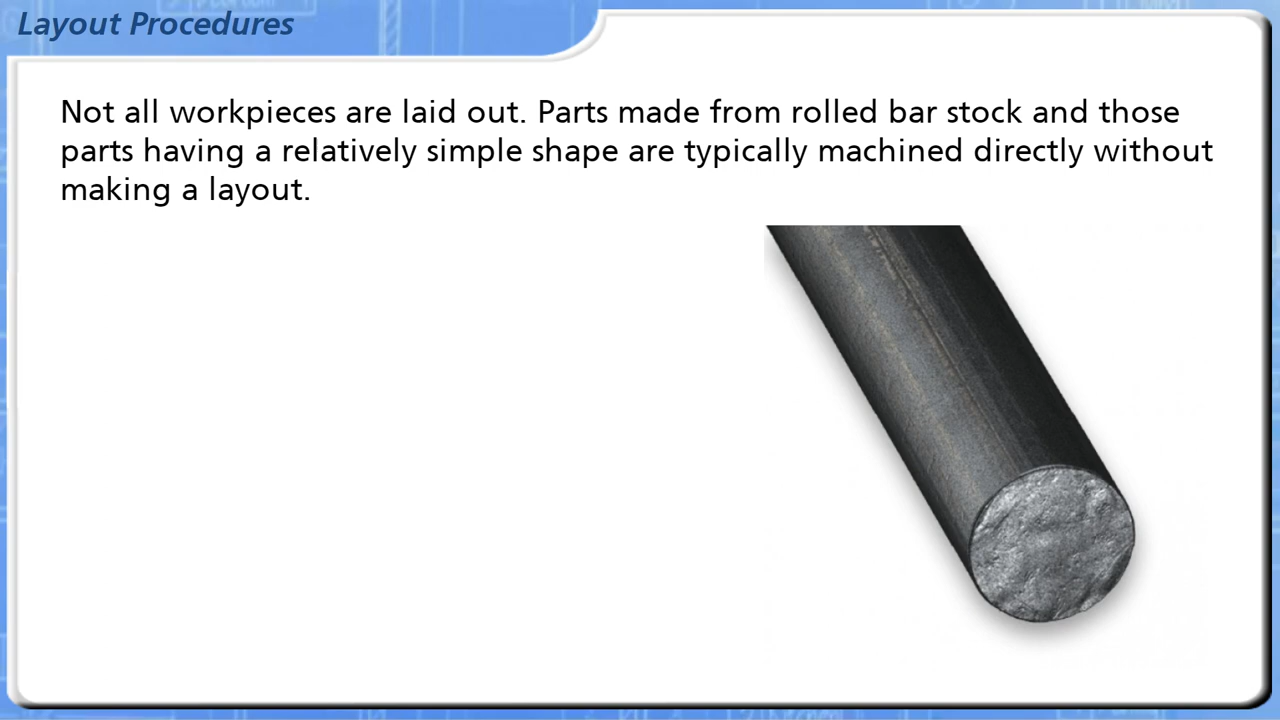 Layout Procedures
Not all workpieces are laid out. Parts made from rolled bar stock and those
parts having a relatively simple shape are typically machined directly without
making a layout.